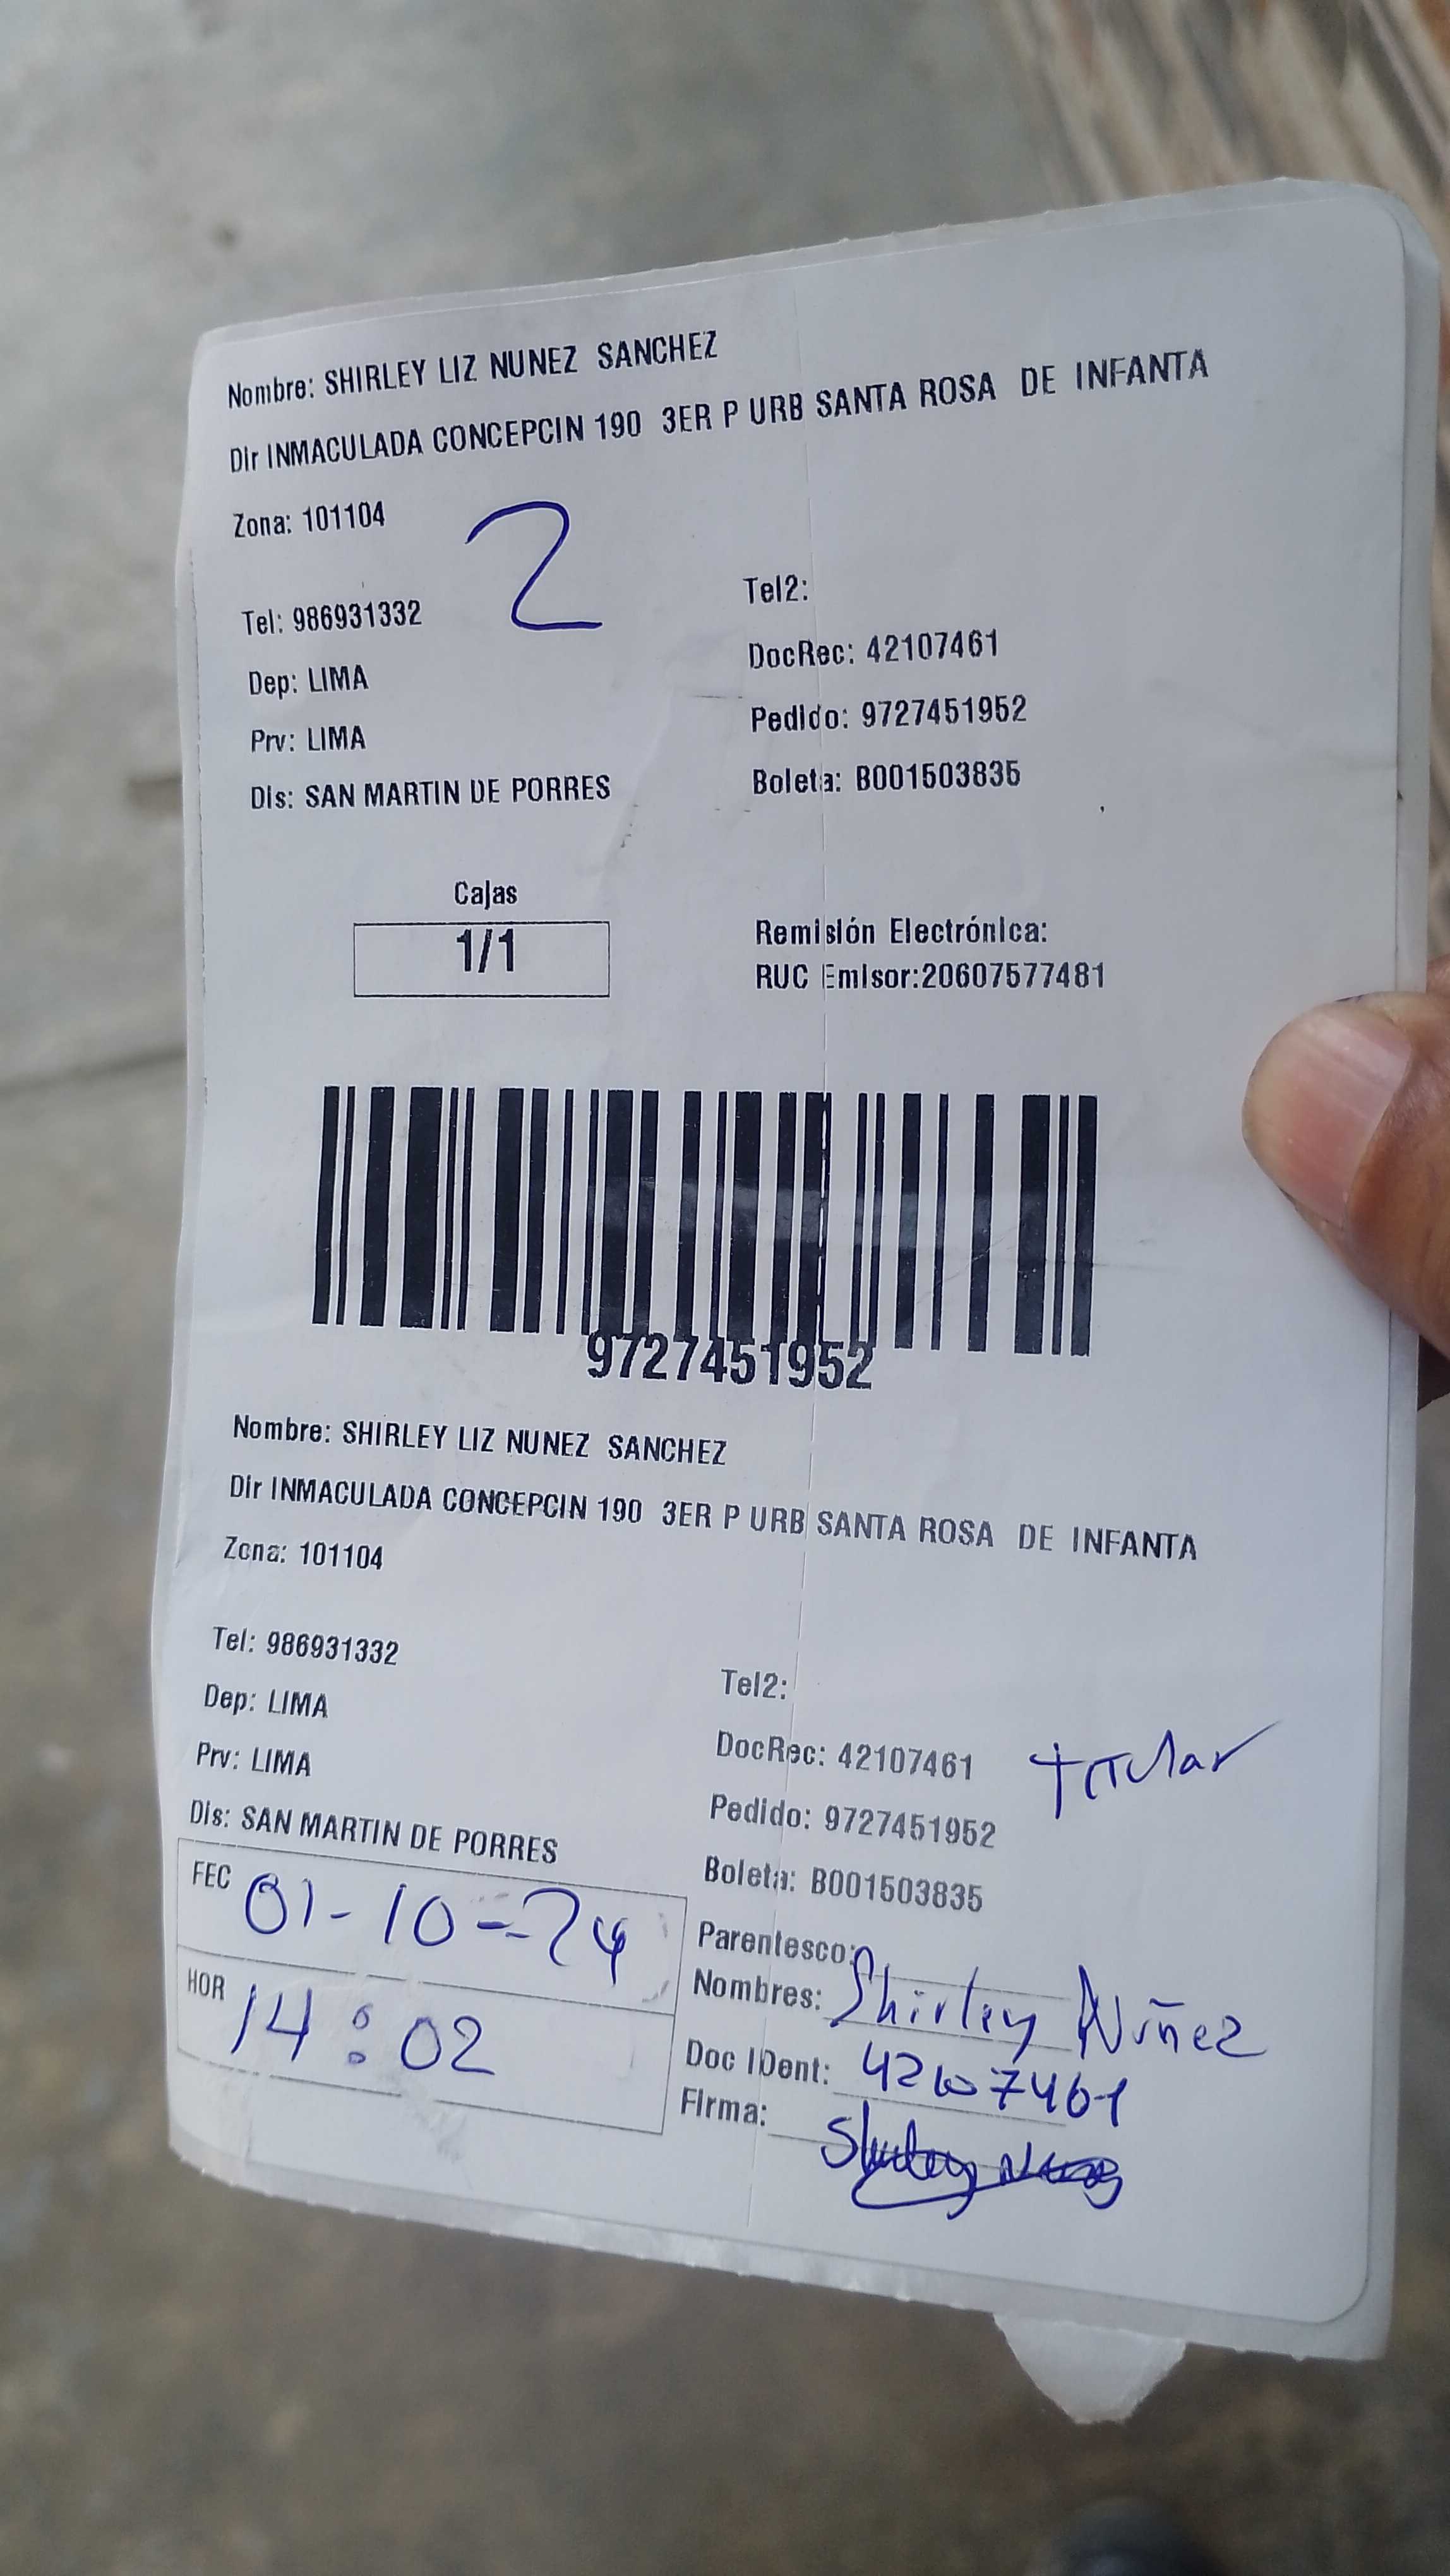 Nombre: SHIRLEY LIZ NUNEZ SANCHEZ
Dir INMACULADA CONCEPCIN 190 3ER P URB SANTA ROSA DE INFANTA
Zona: 101104
2
Tel: 986931332
Tel2:
Dep: LIMA
DocRec: 42107461
Prv: LIMA
Pedido: 9727451952
Dis: SAN MARTIN DE PORRES
Boleta: B001503835
Cajas
1/1
Remisión Electrónica:
RUC Emisor:20607577481
9727451952
Nombre: SHIRLEY LIZ NUNEZ SANCHEZ
Dir INMACULADA CONCEPCIN 190 3ER P URB SANTA ROSA DE INFANTA
Zona: 101104
Tel: 986931332
Tel2:
Dep: LIMA
DocRec: 42107461 titular
Prv: LIMA
Pedido: 9727451952
Dis: SAN MARTIN DE PORRES
Boleta: B001503835
FEC 01-10-24
Parentesco:
Nombres: Shirley Núñez
HOR 14:02
Doc IDent: 42107461
Firma: Shirley Nuñez